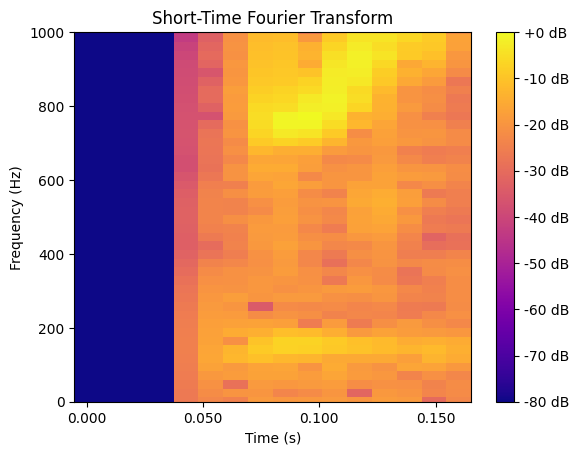 Short-Time Fourier Transform
1000
800
600
400
200
0
Frequency (Hz)
0.000
0.050
0.100
0.150
Time (s)
+0 dB
-10 dB
-20 dB
-30 dB
-40 dB
-50 dB
-60 dB
-70 dB
-80 dB